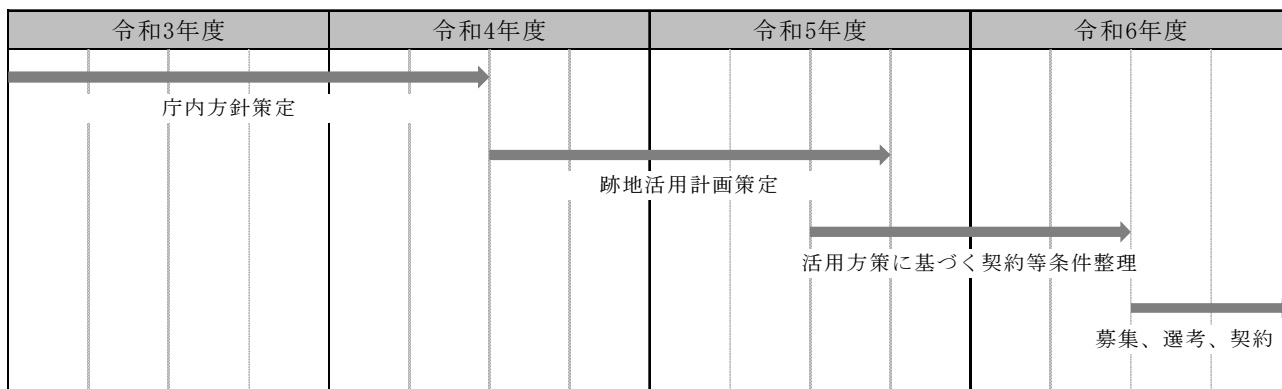 令和3年度
令和4年度
令和5年度
令和6年度
庁内方針策定
跡地活用計画策定
活用方策に基づく契約等条件整理
募集、選考、契約